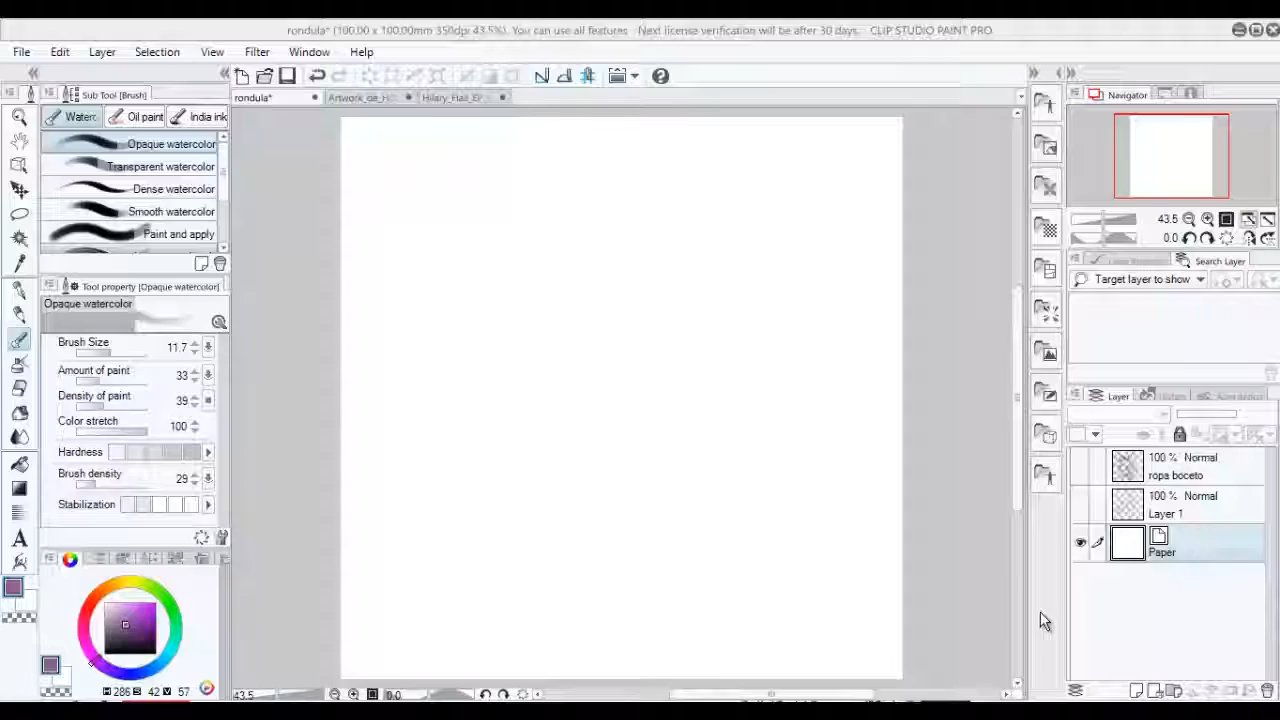 rondula* (100.00 x 100.00mm 350dpi 43.5%). You can use all features Next license verification will be after 30 days. CLIP STUDIO PAINT PRO
File Edit Layer Selection View Filter Window Help
Sub Tool [Brush]
rondula*
Navigator
Oil paint India ink
Opaque watercolor
Transparent watercolor
Dense watercolor
Smooth watercolor
Paint and apply
43.5
0.0
Search Layer
Target layer to show
Tool property [Opaque watercolor]
Opaque watercolor
Brush Size 11.7
Amount of paint 33
Density of paint 39
Color stretch 100
Hardness
Brush density 29
Stabilization
Layer
100 % Normal
ropa boceto
100 % Normal
Layer 1
Paper
286 42 57
43.5 0.0